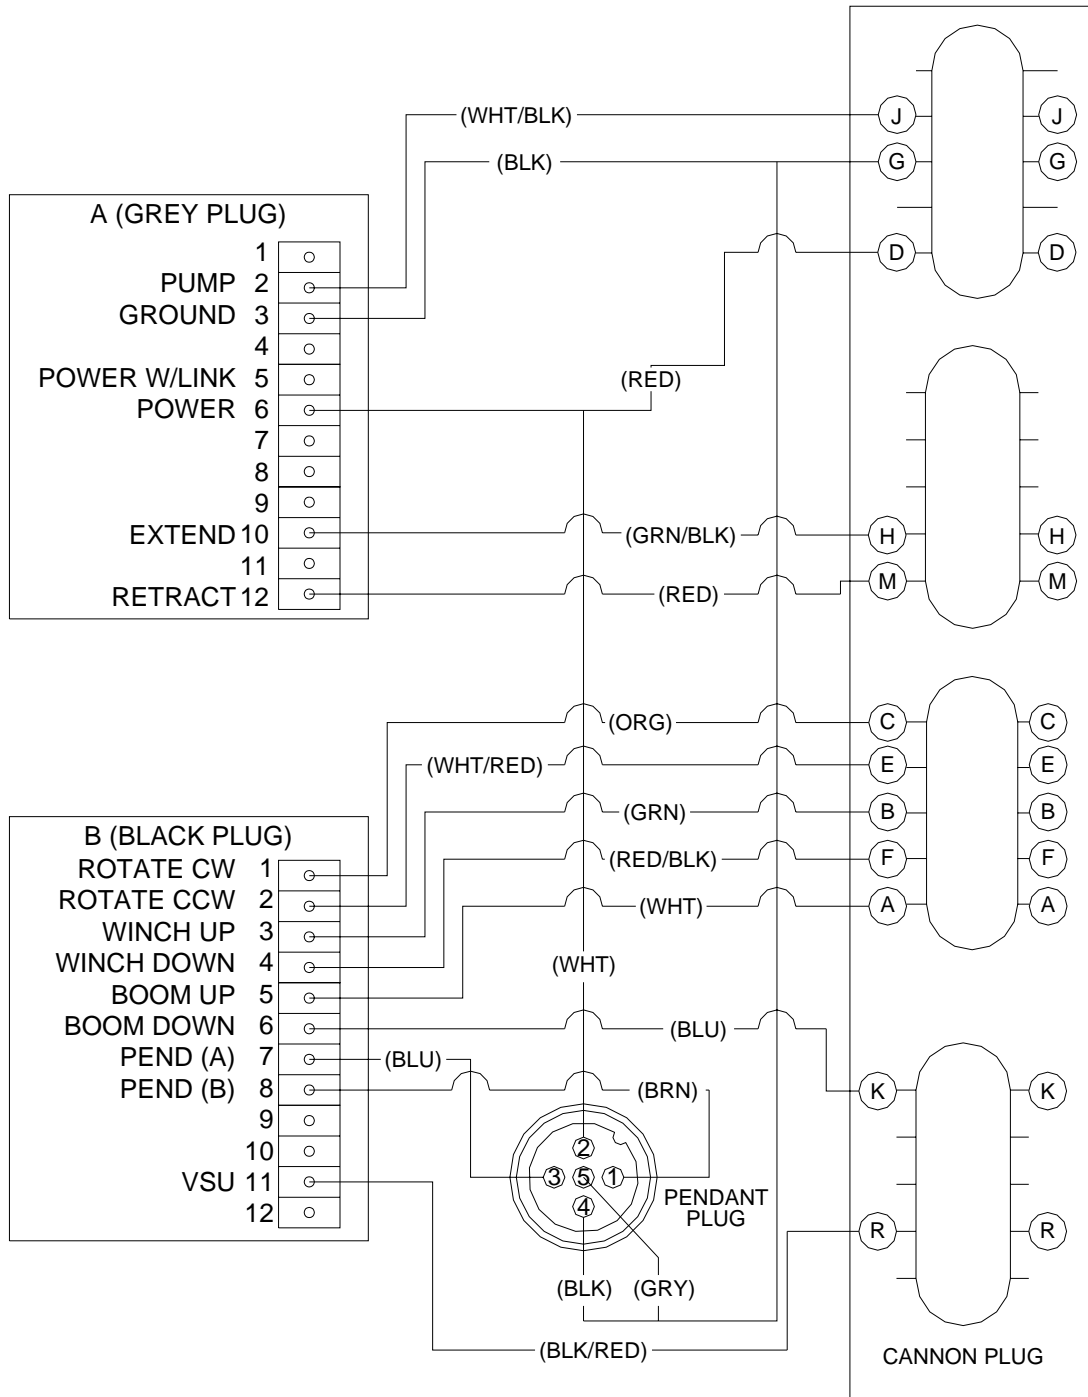 (WHT/BLK)
J
J
(BLK)
G
G
A (GREY PLUG)
1
PUMP 2
GROUND 3
4
POWER W/LINK 5
POWER 6
7
8
9
EXTEND 10
11
RETRACT 12
D
D
(RED)
(GRN/BLK)
H
H
(RED)
M
M
(ORG)
C
C
(WHT/RED)
E
E
(GRN)
B
B
(RED/BLK)
F
F
(WHT)
A
A
B (BLACK PLUG)
ROTATE CW 1
ROTATE CCW 2
WINCH UP 3
WINCH DOWN 4
BOOM UP 5
BOOM DOWN 6
PEND (A) 7
PEND (B) 8
9
10
VSU 11
12
(WHT)
(BLU)
(BLU)
(BRN)
K
K
2
3 5 1
4
PENDANT
PLUG
R
R
(BLK) (GRY)
(BLK/RED)
CANNON PLUG